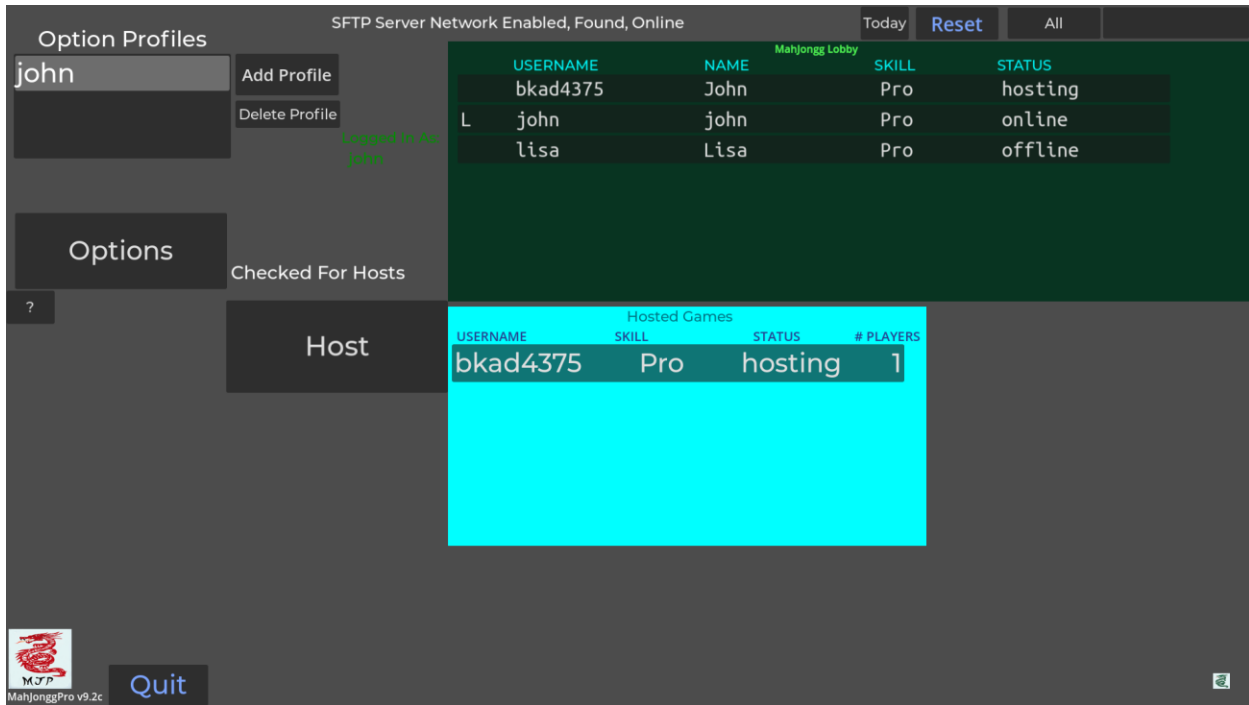 SFTP Server Network Enabled, Found, Online
Today Reset All
Option Profiles
john
Add Profile
Delete Profile
Logged In As:
john
Options
Checked For Hosts
?
Host
MahJongg Lobby
USERNAME NAME SKILL STATUS
bkad4375 John Pro hosting
L john john Pro online
lisa Lisa Pro offline
Hosted Games
USERNAME SKILL STATUS # PLAYERS
bkad4375 Pro hosting 1
MJP
MahJonggPro v9.2c
Quit